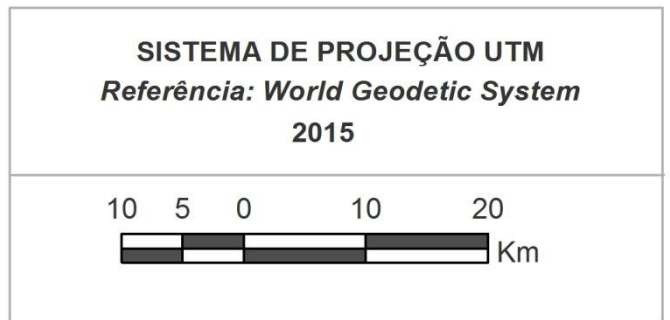 SISTEMA DE PROJEÇÃO UTM
Referência: World Geodetic System
2015
10 5 0 10 20
Km